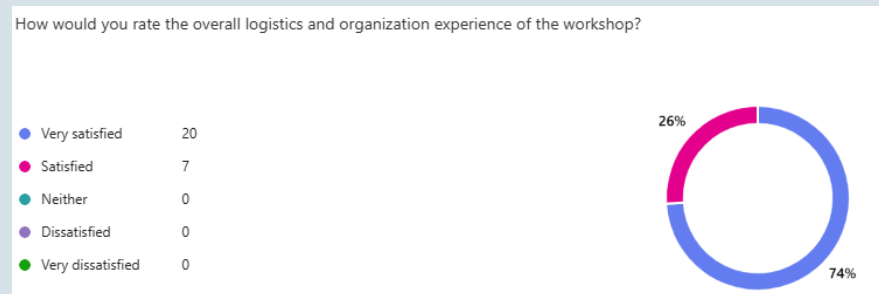 How would you rate the overall logistics and organization experience of the workshop?
Very satisfied 20
Satisfied 7
Neither 0
Dissatisfied 0
Very dissatisfied 0
26%
74%